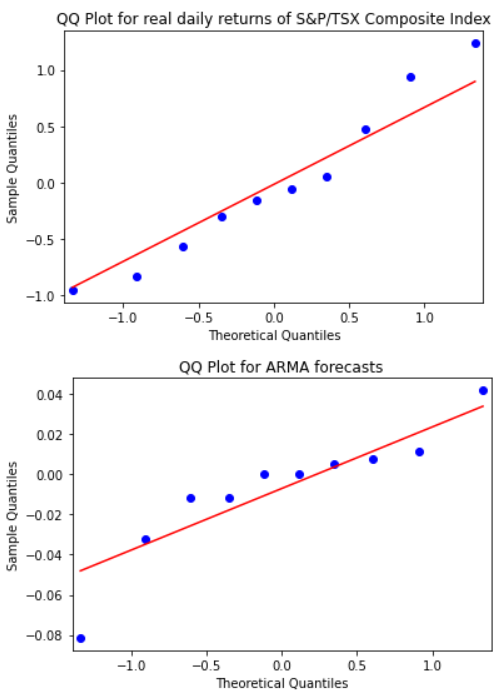 QQ Plot for real daily returns of S&P/TSX Composite Index
1.0
0.5
0.0
−0.5
−1.0
Sample Quantiles
−1.0 −0.5 0.0 0.5 1.0
Theoretical Quantiles
QQ Plot for ARMA forecasts
0.04
0.02
0.00
−0.02
−0.04
−0.06
−0.08
Sample Quantiles
−1.0 −0.5 0.0 0.5 1.0
Theoretical Quantiles